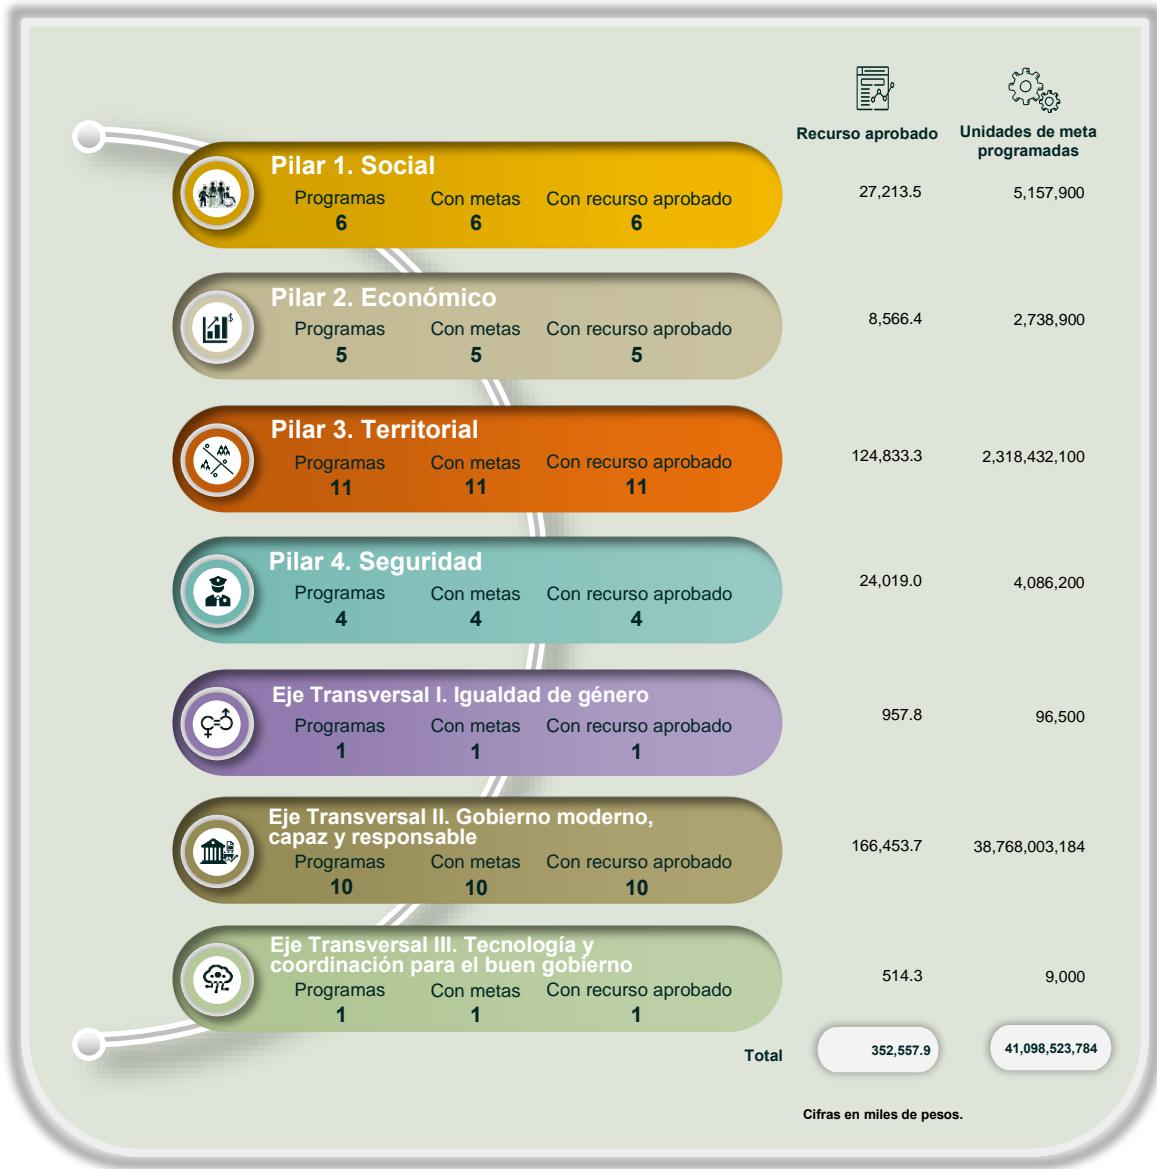 Recurso aprobado
Unidades de meta
programadas
Pilar 1. Social
Programas Con metas Con recurso aprobado
6 6 6
27,213.5 5,157,900
Pilar 2. Económico
Programas Con metas Con recurso aprobado
5 5 5
8,566.4 2,738,900
Pilar 3. Territorial
Programas Con metas Con recurso aprobado
11 11 11
124,833.3 2,318,432,100
Pilar 4. Seguridad
Programas Con metas Con recurso aprobado
4 4 4
24,019.0 4,086,200
Eje Transversal I. Igualdad de género
Programas Con metas Con recurso aprobado
1 1 1
957.8 96,500
Eje Transversal II. Gobierno moderno,
capaz y responsable
Programas Con metas Con recurso aprobado
10 10 10
166,453.7 38,768,003,184
Eje Transversal III. Tecnología y
coordinación para el buen gobierno
Programas Con metas Con recurso aprobado
1 1 1
514.3 9,000
Total 352,557.9 41,098,523,784
Cifras en miles de pesos.